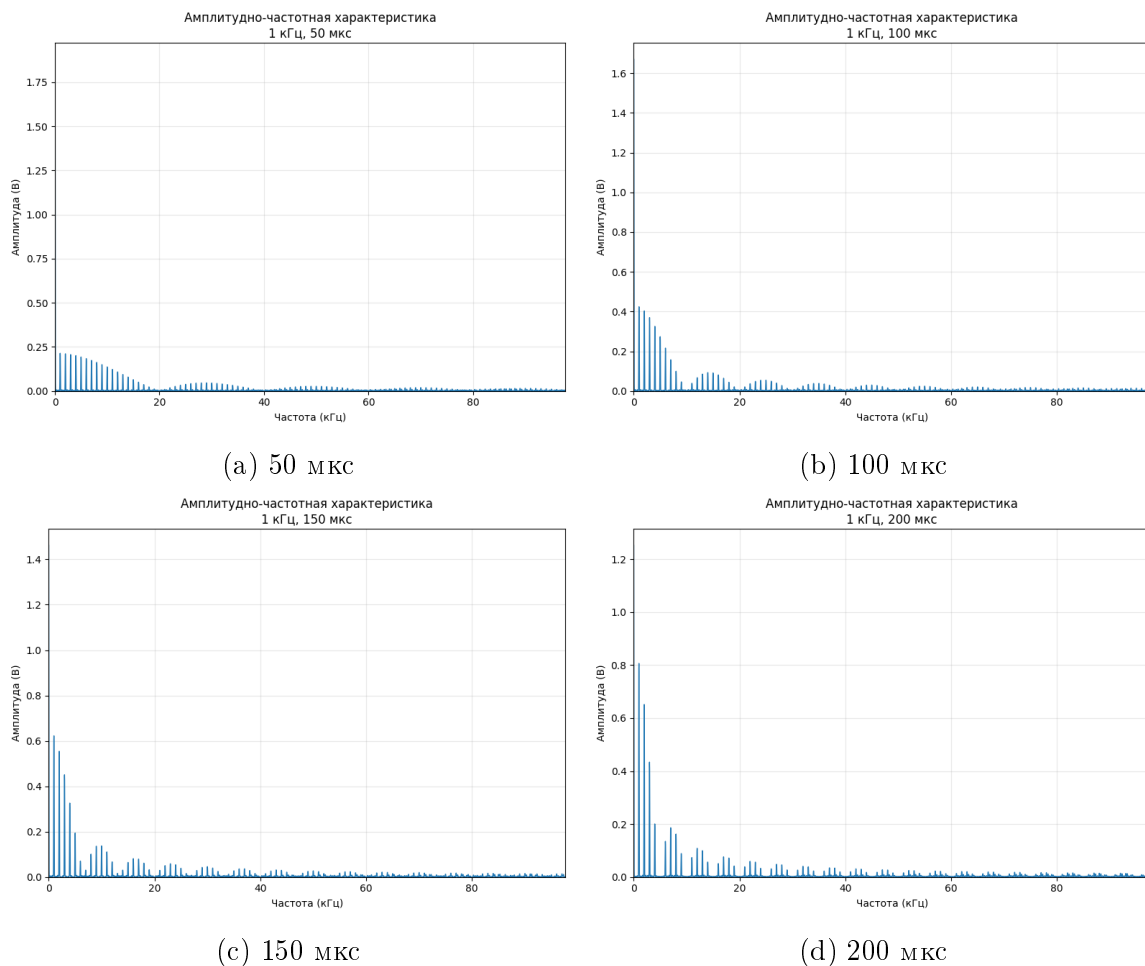 Амплитудно-частотная характеристика
1 кГц, 50 мкс
1.75
1.50
1.25
1.00
0.75
0.50
0.25
0.00
Амплитуда (В)
0 20 40 60 80
Частота (кГц)
(a) 50 мкс
Амплитудно-частотная характеристика
1 кГц, 100 мкс
1.6
1.4
1.2
1.0
0.8
0.6
0.4
0.2
0.0
Амплитуда (В)
0 20 40 60 80
Частота (кГц)
(b) 100 мкс
Амплитудно-частотная характеристика
1 кГц, 150 мкс
1.4
1.2
1.0
0.8
0.6
0.4
0.2
0.0
Амплитуда (В)
0 20 40 60 80
Частота (кГц)
(c) 150 мкс
Амплитудно-частотная характеристика
1 кГц, 200 мкс
1.2
1.0
0.8
0.6
0.4
0.2
0.0
Амплитуда (В)
0 20 40 60 80
Частота (кГц)
(d) 200 мкс